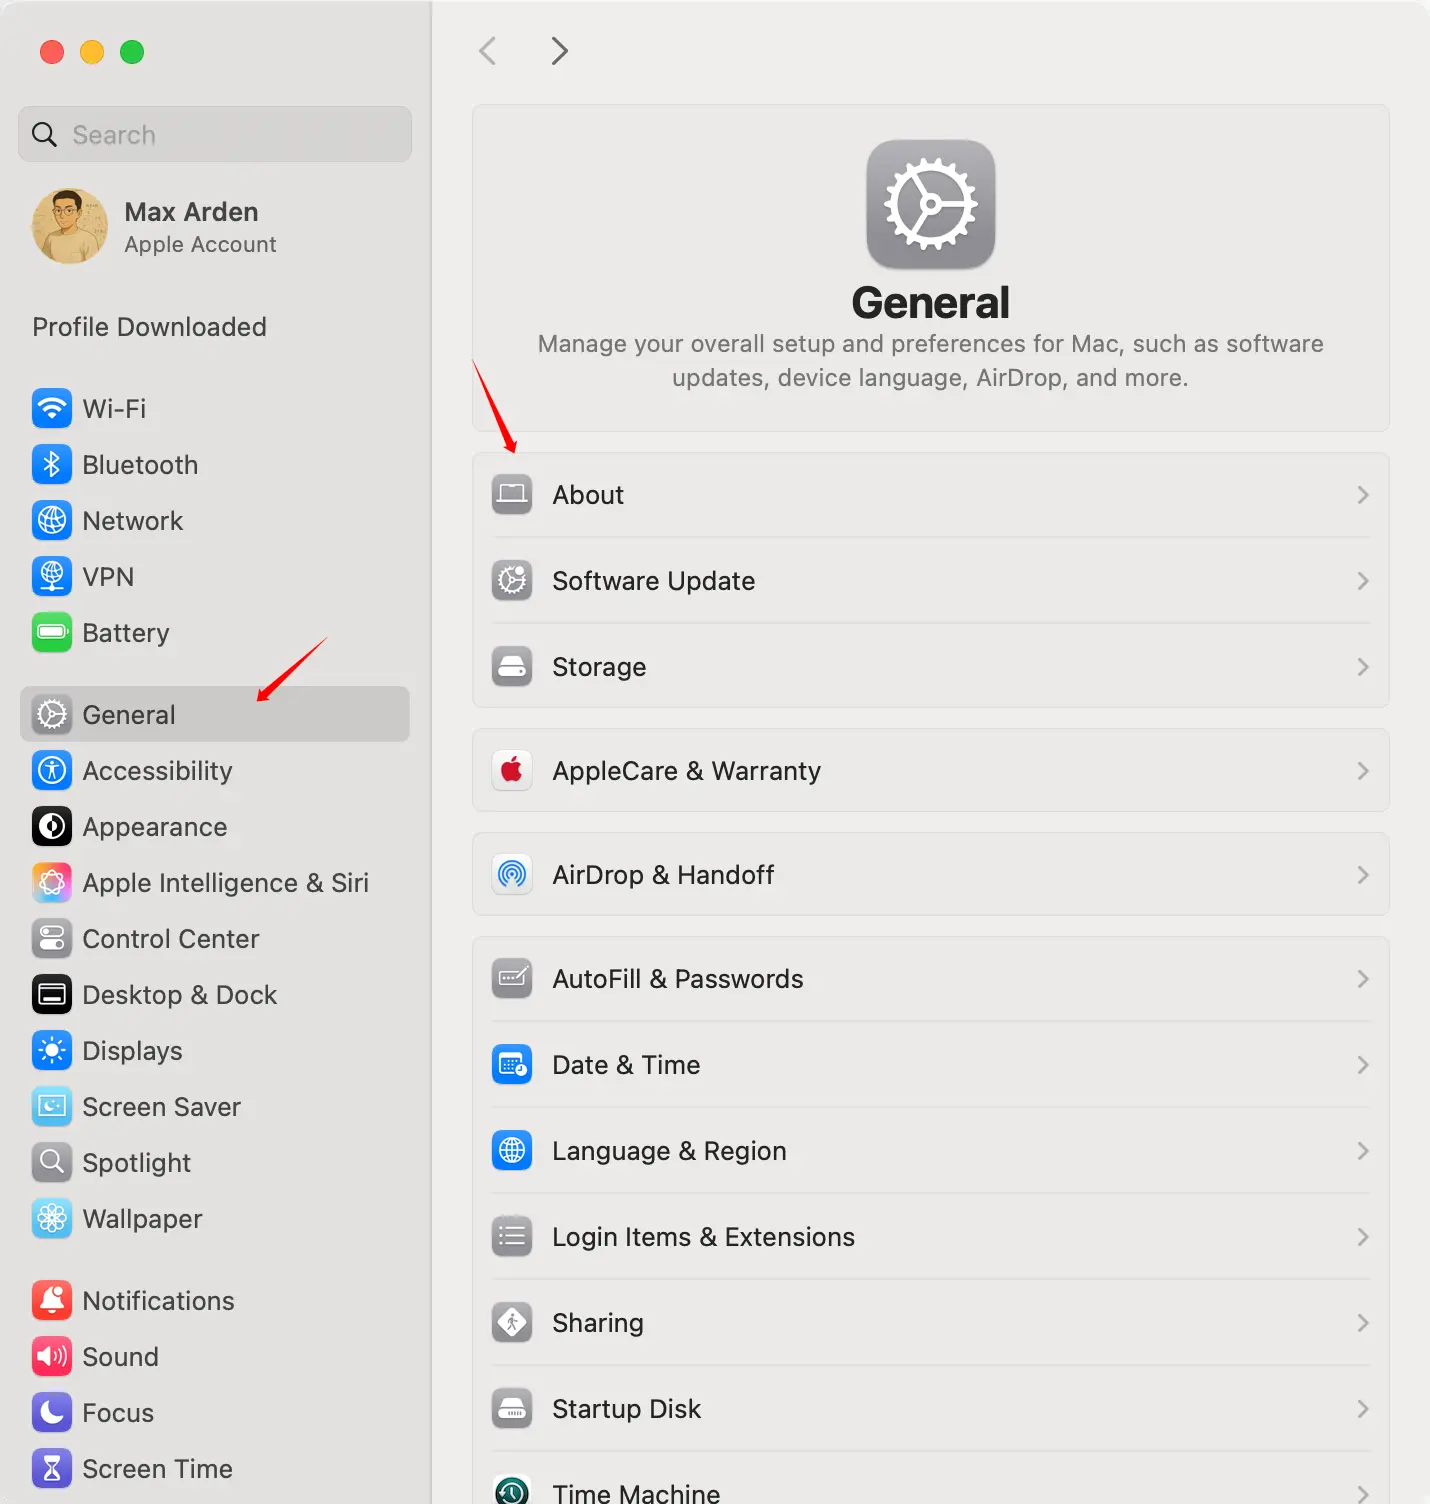 Search
Max Arden
Apple Account
Profile Downloaded
Wi-Fi
Bluetooth
Network
VPN
Battery
General
Accessibility
Appearance
Apple Intelligence & Siri
Control Center
Desktop & Dock
Displays
Screen Saver
Spotlight
Wallpaper
Notifications
Sound
Focus
Screen Time
General
Manage your overall setup and preferences for Mac, such as software
updates, device language, AirDrop, and more.
About
Software Update
Storage
AppleCare & Warranty
AirDrop & Handoff
AutoFill & Passwords
Date & Time
Language & Region
Login Items & Extensions
Sharing
Startup Disk
Time Machine